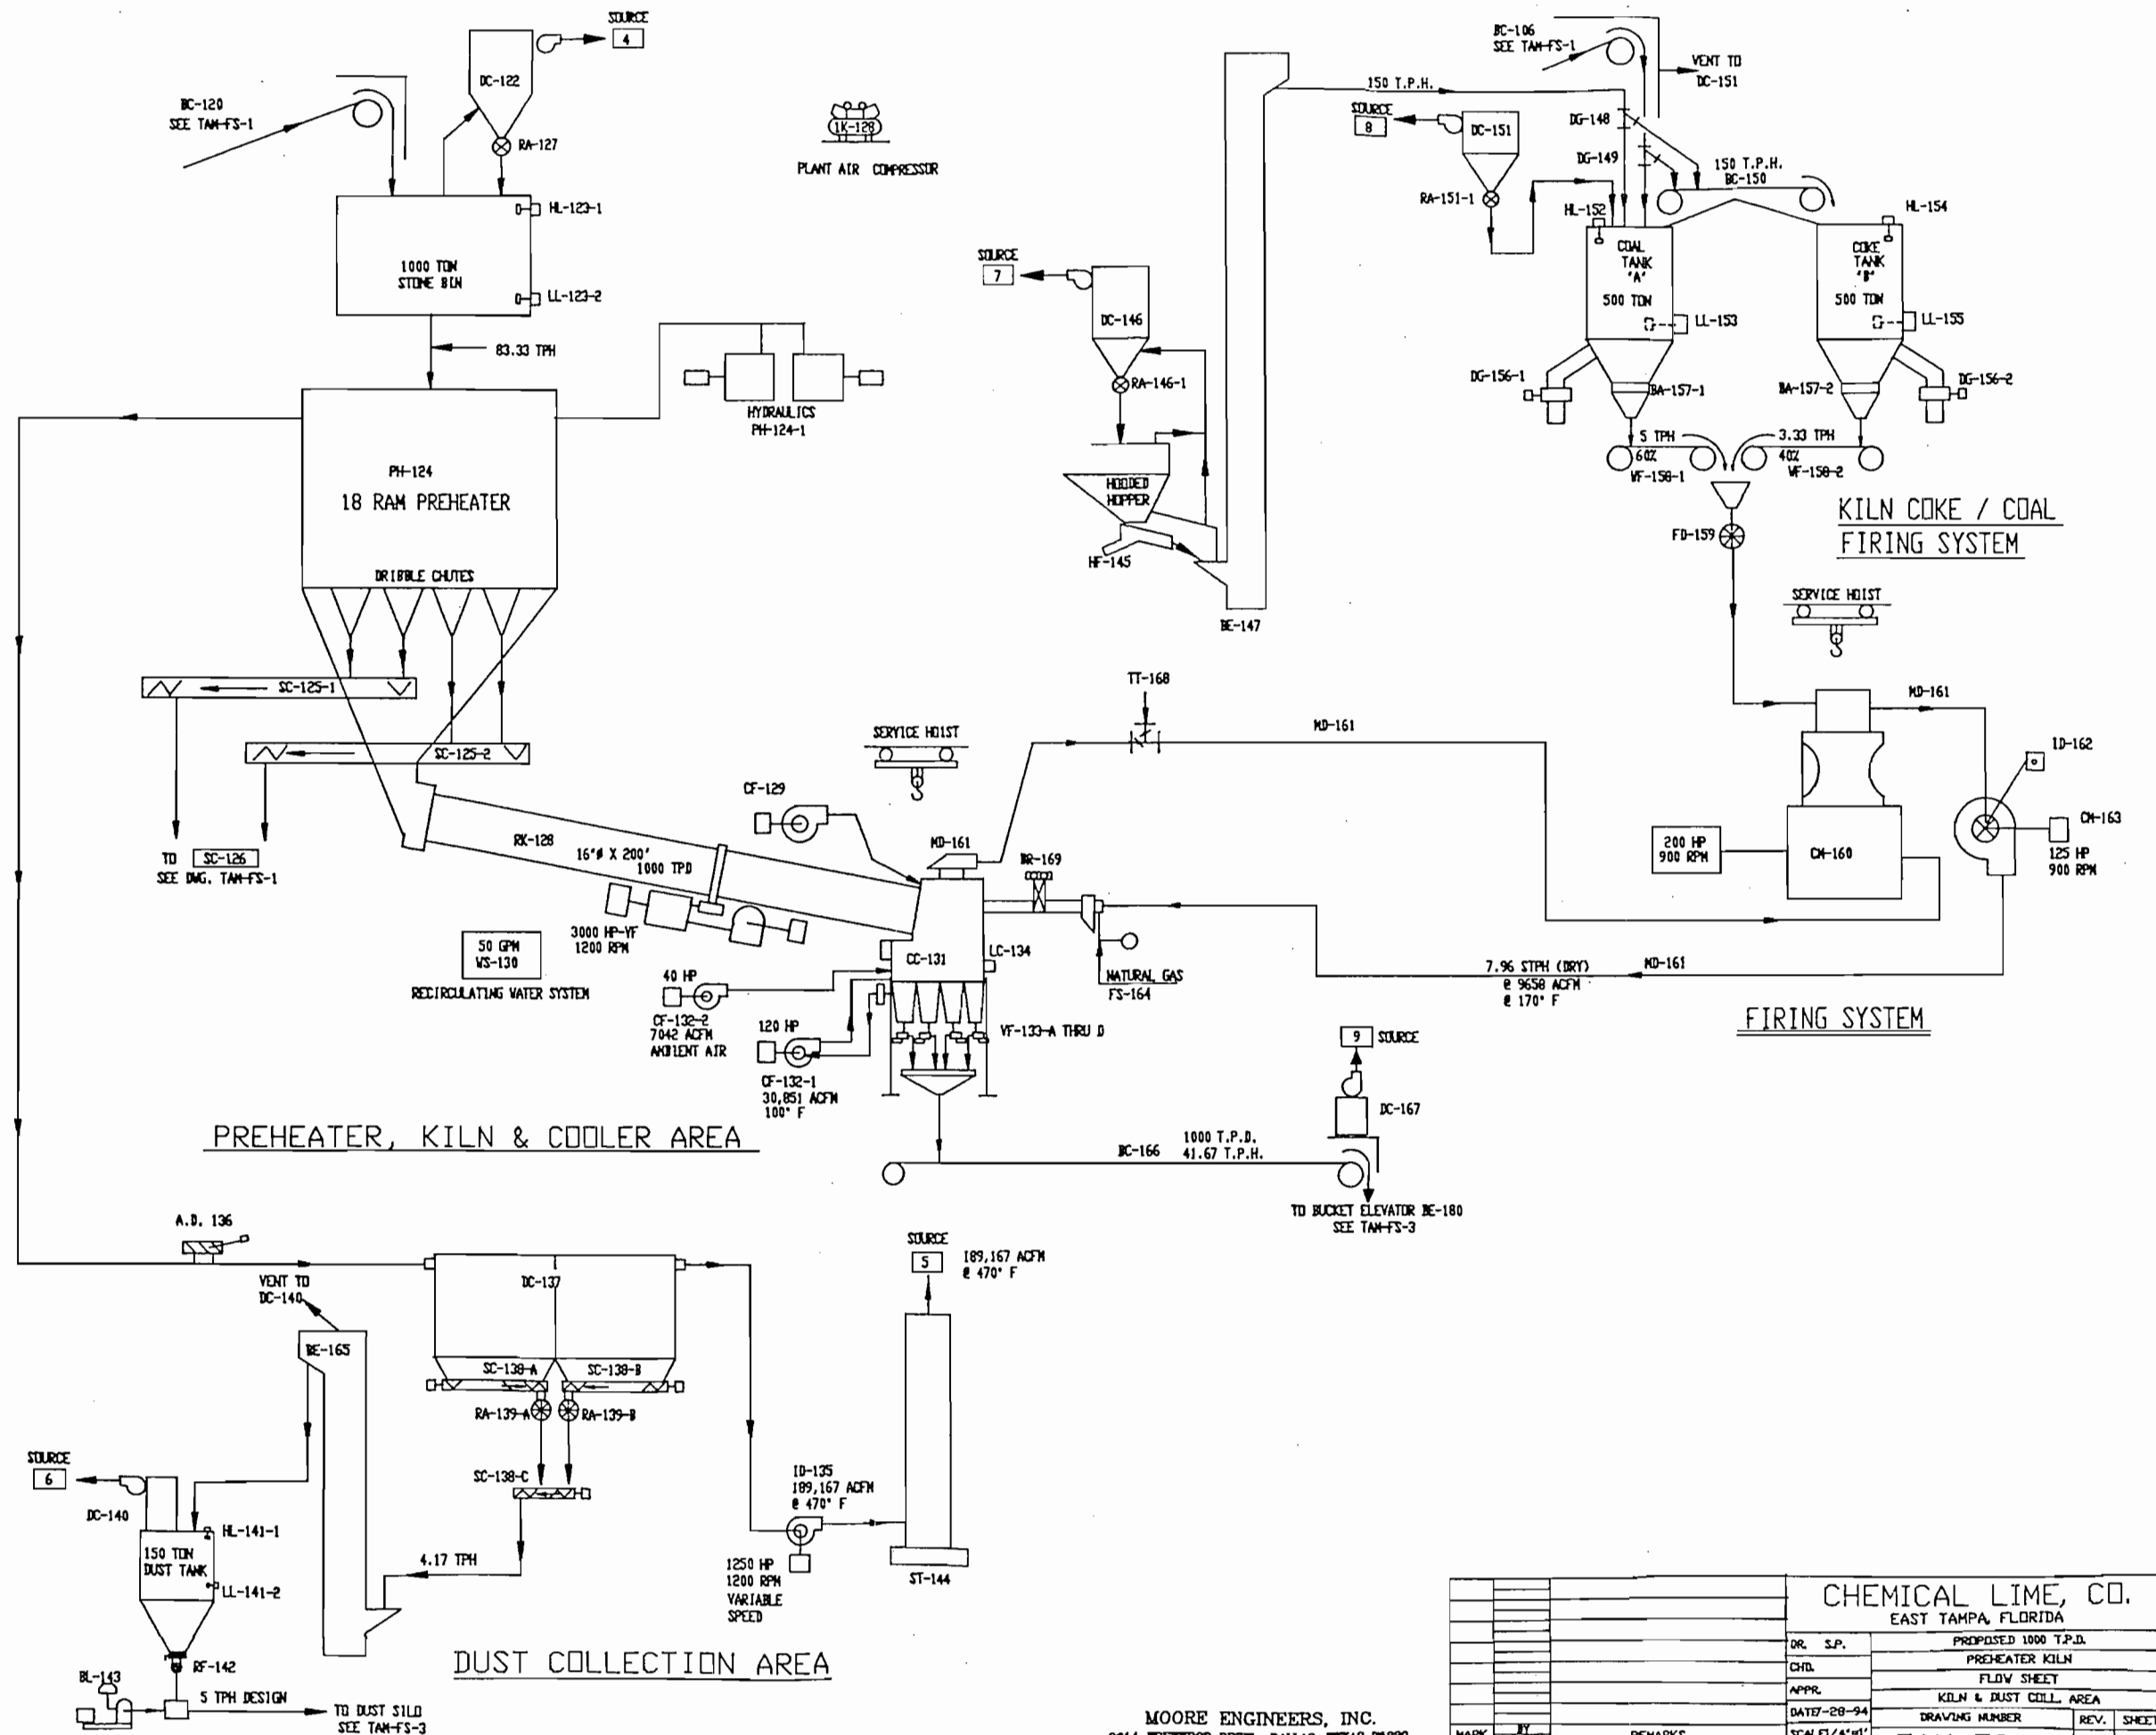 SOURCE
4
DC-122
BC-120
SEE TAM-FS-1
RA-127
1K-128
PLANT AIR COMPRESSOR
HL-123-1
1000 TON
STONE BIN
LL-123-2
83.33 TPH
HYDRAULICS
PH-124-1
PH-124
18 RAM PREHEATER
DRIBBLE CHUTES
SC-125-1
SC-125-2
TO SC-126
SEE DWG. TAM-FS-1
BC-106
SEE TAM-FS-1
VENT TO
DC-151
150 T.P.H.
SOURCE
8
DC-151
DG-148
DG-149
150 T.P.H.
BC-150
RA-151-1
HL-152
HL-154
COAL
TANK
"A"
500 TON
COKE
TANK
"B"
500 TON
LL-153
LL-155
DG-156-1
BA-157-1
BA-157-2
DG-156-2
5 TPH
60%
WF-158-1
3.33 TPH
40%
WF-158-2
SOURCE
7
DC-146
RA-146-1
HOODED
HOPPER
HF-145
BE-147
KILN COKE / COAL
FIRING SYSTEM
FD-159
SERVICE HOIST
TT-168
MD-161
MD-161
ID-162
CM-163
125 HP
900 RPM
200 HP
900 RPM
CM-160
SERVICE HOIST
CF-129
MD-161
BR-169
RK-128
16'Ø X 200'
1000 TPD
3000 HP-VF
1200 RPM
50 GPM
WS-130
RECIRCULATING WATER SYSTEM
CC-131
LC-134
NATURAL GAS
FS-164
7.96 STPH (DRY)
@ 9658 ACFM
@ 170° F
MD-161
FIRING SYSTEM
40 HP
CF-132-2
7042 ACFM
AMBIENT AIR
120 HP
CF-132-1
30,851 ACFM
100° F
VF-133-A THRU D
9
SOURCE
DC-167
PREHEATER, KILN & COOLER AREA
BC-166
1000 T.P.D.
41.67 T.P.H.
TO BUCKET ELEVATOR BE-180
SEE TAM-FS-3
A.D. 136
VENT TO
DC-140
DC-137
SOURCE
5
189,167 ACFM
@ 470° F
BE-165
SC-138-A
SC-138-B
RA-139-A
RA-139-B
SC-138-C
SOURCE
6
DC-140
HL-141-1
150 TON
DUST TANK
LL-141-2
4.17 TPH
ID-135
189,167 ACFM
@ 470° F
1250 HP
1200 RPM
VARIABLE
SPEED
ST-144
RF-142
BL-143
5 TPH DESIGN
TO DUST SILO
SEE TAM-FS-3
DUST COLLECTION AREA
MOORE ENGINEERS, INC.
CHEMICAL LIME, CO.
EAST TAMPA, FLORIDA
DR. S.P.
PROPOSED 1000 T.P.D.
CHD.
PREHEATER KILN
APPR.
FLOW SHEET
KILN & DUST COLL. AREA
DATE7-28-94
DRAWING NUMBER
REV.
SHEET
MARK
BY
REMARKS